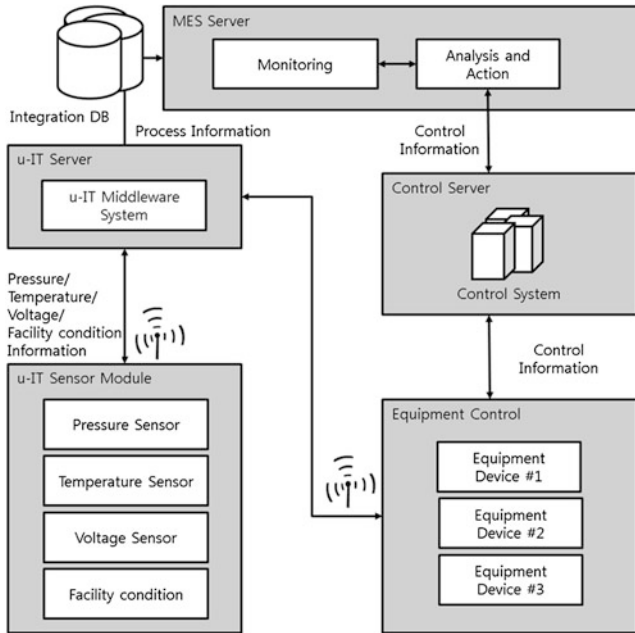 MES Server
Monitoring
Analysis and
Action
Integration DB
Process Information
Control
Information
u-IT Server
u-IT Middleware
System
Control Server
Control System
Pressure/
Temperature/
Voltage/
Facility condition
Information
Control
Information
u-IT Sensor Module
Pressure Sensor
Temperature Sensor
Voltage Sensor
Facility condition
Equipment Control
Equipment
Device #1
Equipment
Device #2
Equipment
Device #3